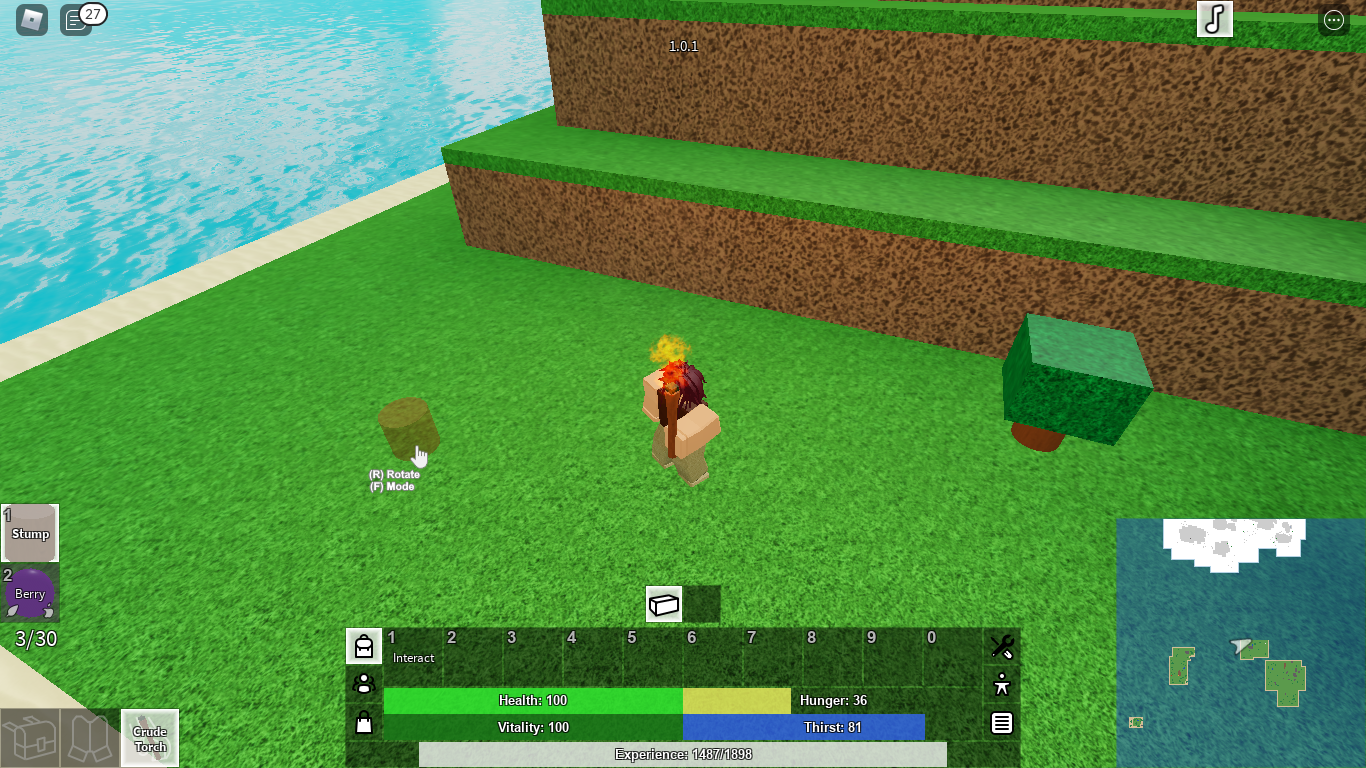 27
1.0.1
(R) Rotate
(F) Mode
1
Stump
2
Berry
3/30
1 2 3 4 5 6 7 8 9 0
Interact
Health: 100
Hunger: 36
Vitality: 100
Thirst: 81
Crude
Torch
Experience: 1487/1898